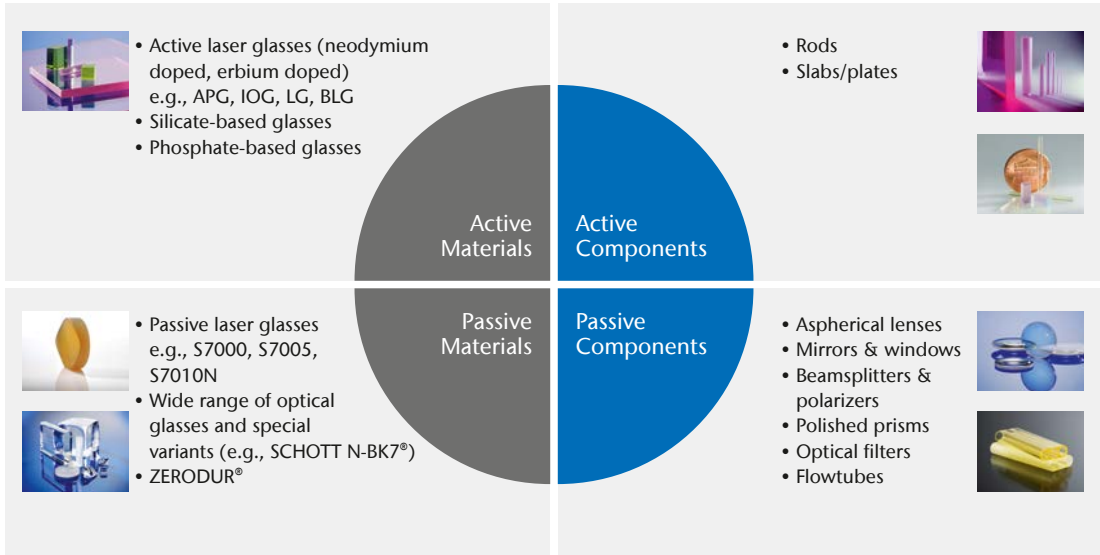 • Active laser glasses (neodymium
doped, erbium doped)
e.g., APG, IOG, LG, BLG
• Silicate-based glasses
• Phosphate-based glasses
Active
Materials
• Rods
• Slabs/plates
Active
Components
• Passive laser glasses
e.g., S7000, S7005,
S7010N
• Wide range of optical
glasses and special
variants (e.g., SCHOTT N-BK7®)
• ZERODUR®
Passive
Materials
Passive
Components
• Aspherical lenses
• Mirrors & windows
• Beamsplitters &
polarizers
• Polished prisms
• Optical filters
• Flowtubes